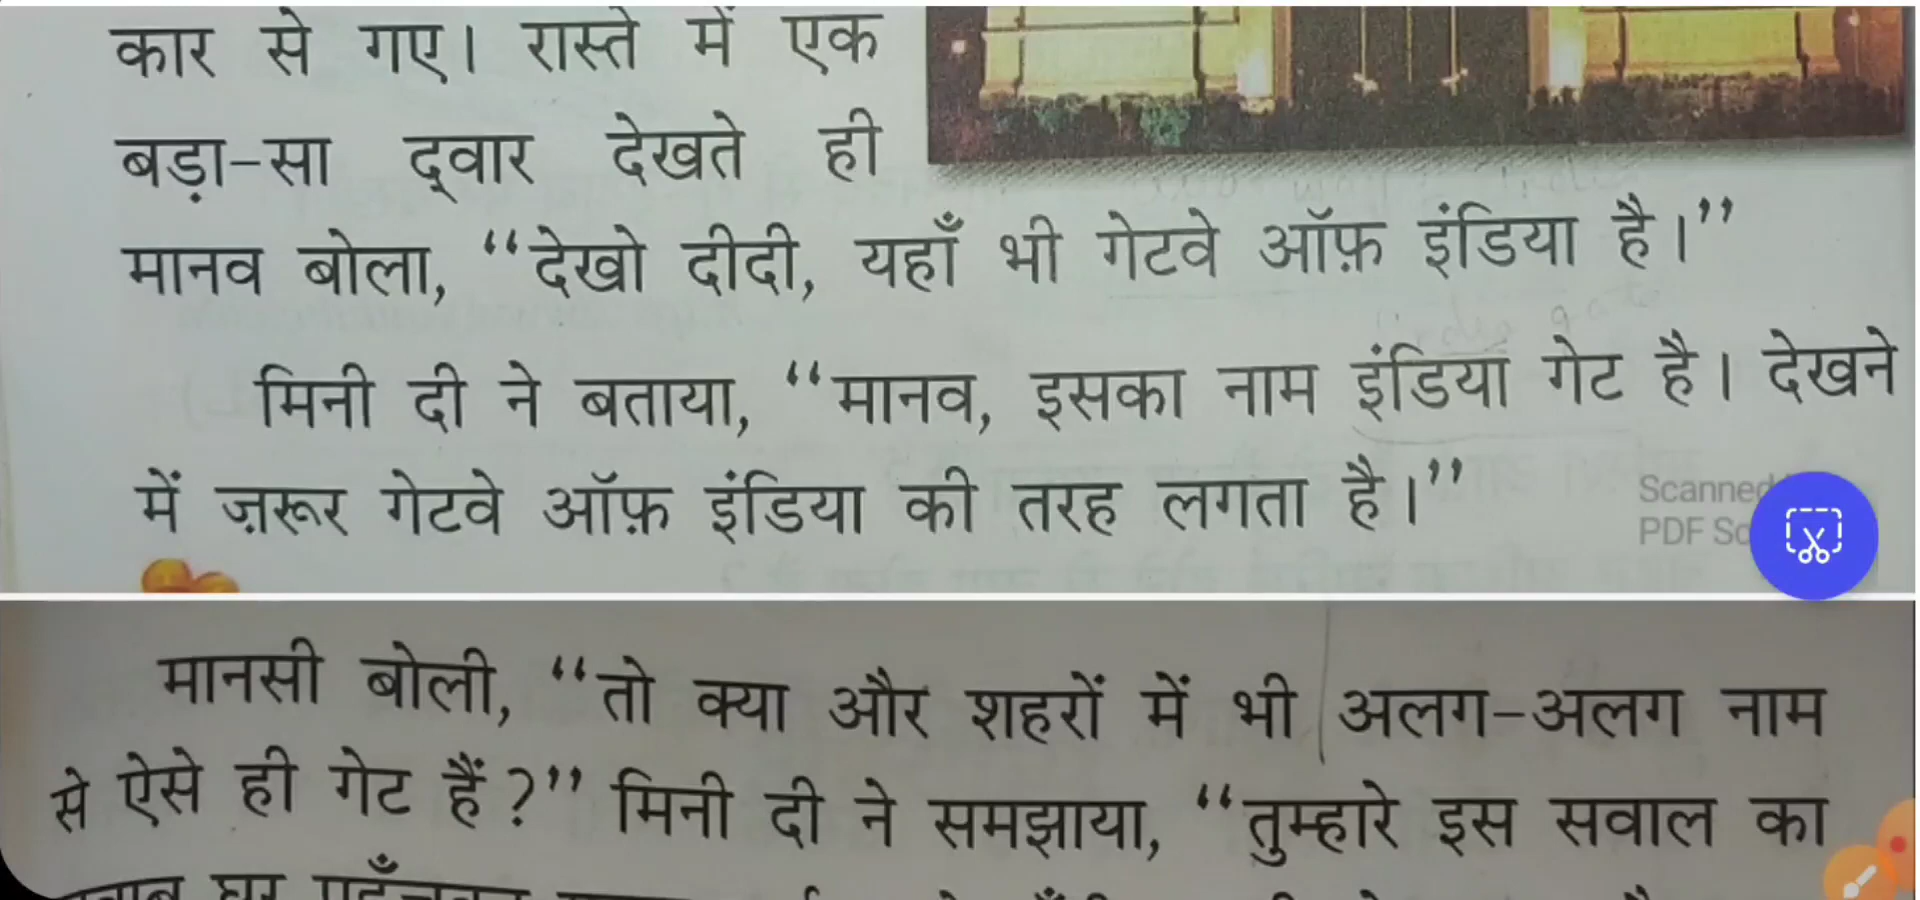 कार से गए। रास्ते में एक
बड़ा-सा द्‌वार देखते ही
मानव बोला, “देखो दीदी, यहाँ भी गेटवे ऑफ़ इंडिया है।”
मिनी दी ने बताया, “मानव, इसका नाम इंडिया गेट है। देखने
में ज़रूर गेटवे ऑफ़ इंडिया की तरह लगता है।”
Scanned
PDF
मानसी बोली, “तो क्या और शहरों में भी अलग-अलग नाम
से ऐसे ही गेट हैं?” मिनी दी ने समझाया, “तुम्हारे इस सवाल का